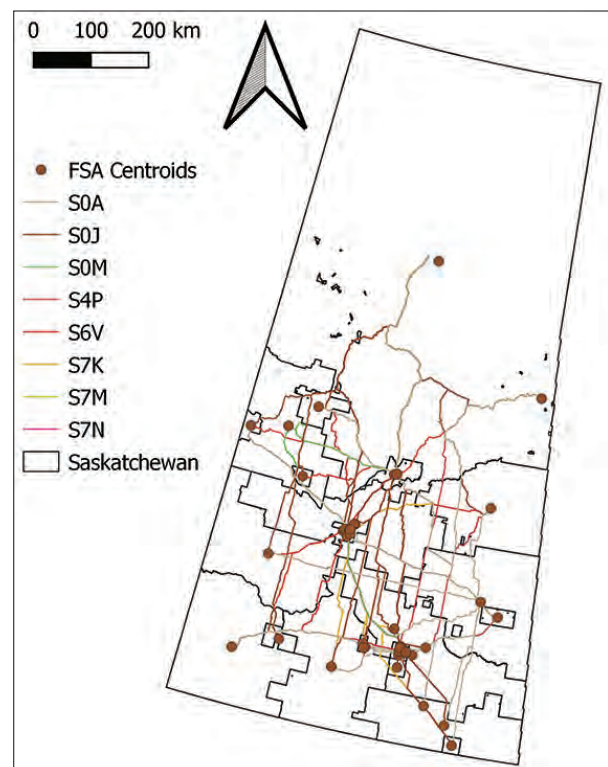 0 100 200 km
FSA Centroids
S0A
S0J
S0M
S4P
S6V
S7K
S7M
S7N
Saskatchewan